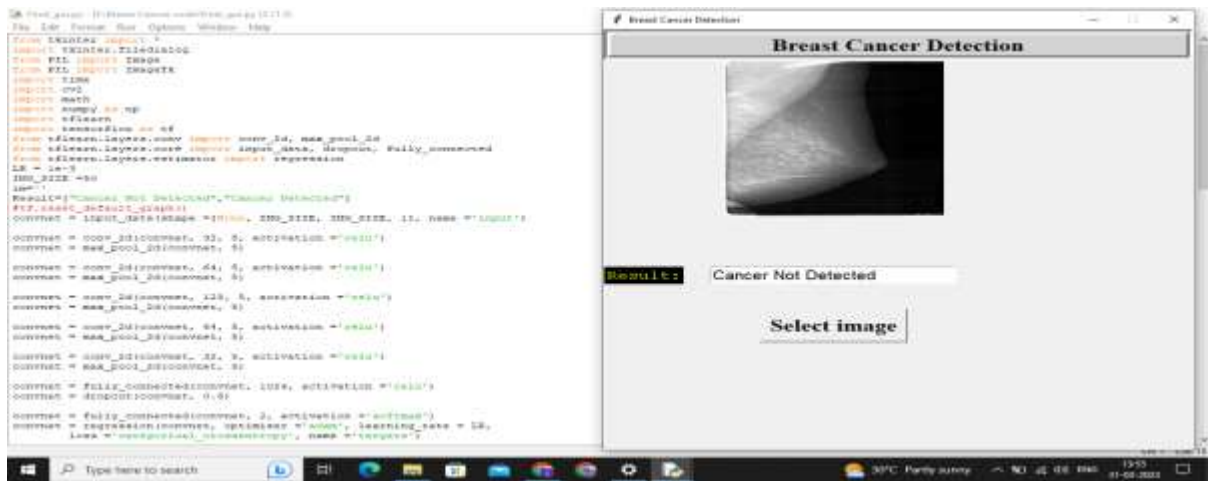 File Edit Format Run Options Window Help
from tkinter import *
import tkinter.filedialog
from PIL import Image
from PIL import ImageTk
import time
import cv2
import math
import numpy as np
import tflearn
import tensorflow as tf
from tflearn.layers.conv import conv_2d, max_pool_2d
from tflearn.layers.core import input_data, dropout, fully_connected
from tflearn.layers.estimator import regression
LR = 1e-3
IMG_SIZE =50
Result=["Cancer Not Detected","Cancer Detected"]
#tf.reset_default_graph()
convnet = input_data(shape =[None, IMG_SIZE, IMG_SIZE, 1], name ='input')
convnet = conv_2d(convnet, 32, 5, activation ='relu')
convnet = max_pool_2d(convnet, 5)
convnet = conv_2d(convnet, 64, 5, activation ='relu')
convnet = max_pool_2d(convnet, 5)
convnet = conv_2d(convnet, 128, 5, activation ='relu')
convnet = max_pool_2d(convnet, 5)
convnet = conv_2d(convnet, 64, 5, activation ='relu')
convnet = max_pool_2d(convnet, 5)
convnet = conv_2d(convnet, 32, 5, activation ='relu')
convnet = max_pool_2d(convnet, 5)
convnet = fully_connected(convnet, 1024, activation ='relu')
convnet = dropout(convnet, 0.8)
convnet = fully_connected(convnet, 2, activation ='softmax')
convnet = regression(convnet, optimizer ='adam', learning_rate = LR,
loss ='categorical_crossentropy', name ='targets')
Breast Cancer Detection
Breast Cancer Detection
Result:
Cancer Not Detected
Select image
Type here to search
30°C Partly sunny
ENG